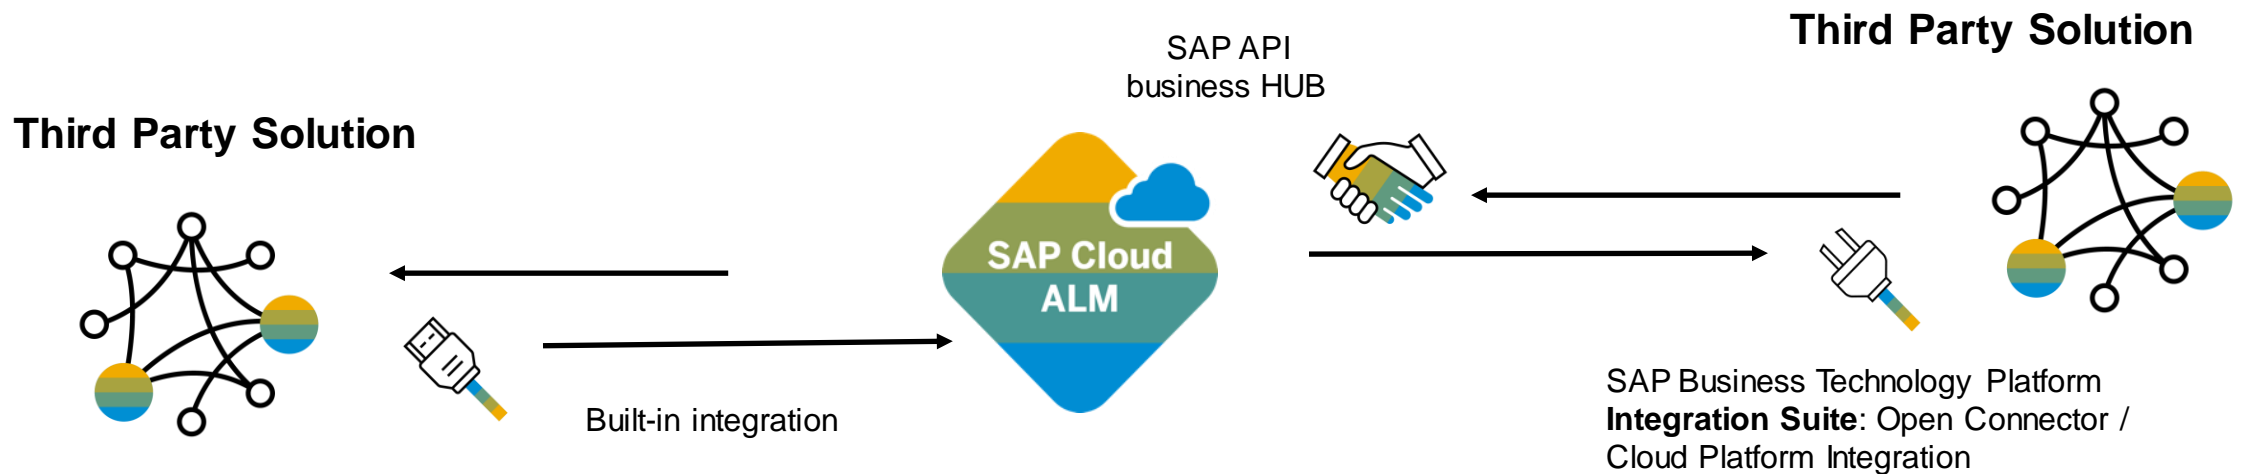 Third Party Solution
SAP API
business HUB
Third Party Solution
SAP Cloud
ALM
Built-in integration
SAP Business Technology Platform
Integration Suite: Open Connector /
Cloud Platform Integration